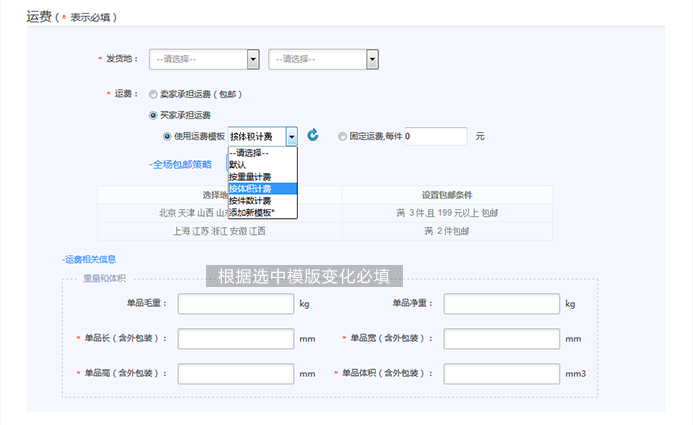 运费（* 表示必填）
* 发货地： --请选择-- --请选择--
* 运费： 卖家承担运费（包邮）
买家承担运费
使用运费模板 按体积计费 固定运费,每件 0 元
--请选择--
-全场包邮策略 默认
按重量计费
选择地 按体积计费 设置包邮条件
按件数计费
北京 天津 山西 山东 添加新模板" 满 3 件,且 199 元以上 包邮
上海 江苏 浙江 安徽 江西 满 2 件包邮
-运费相关信息
根据选中模版变化必填
重量和体积
单品毛重： kg 单品净重： kg
* 单品长（含外包装）： mm * 单品宽（含外包装）： mm
* 单品高（含外包装）： mm * 单品体积（含外包装）： mm3